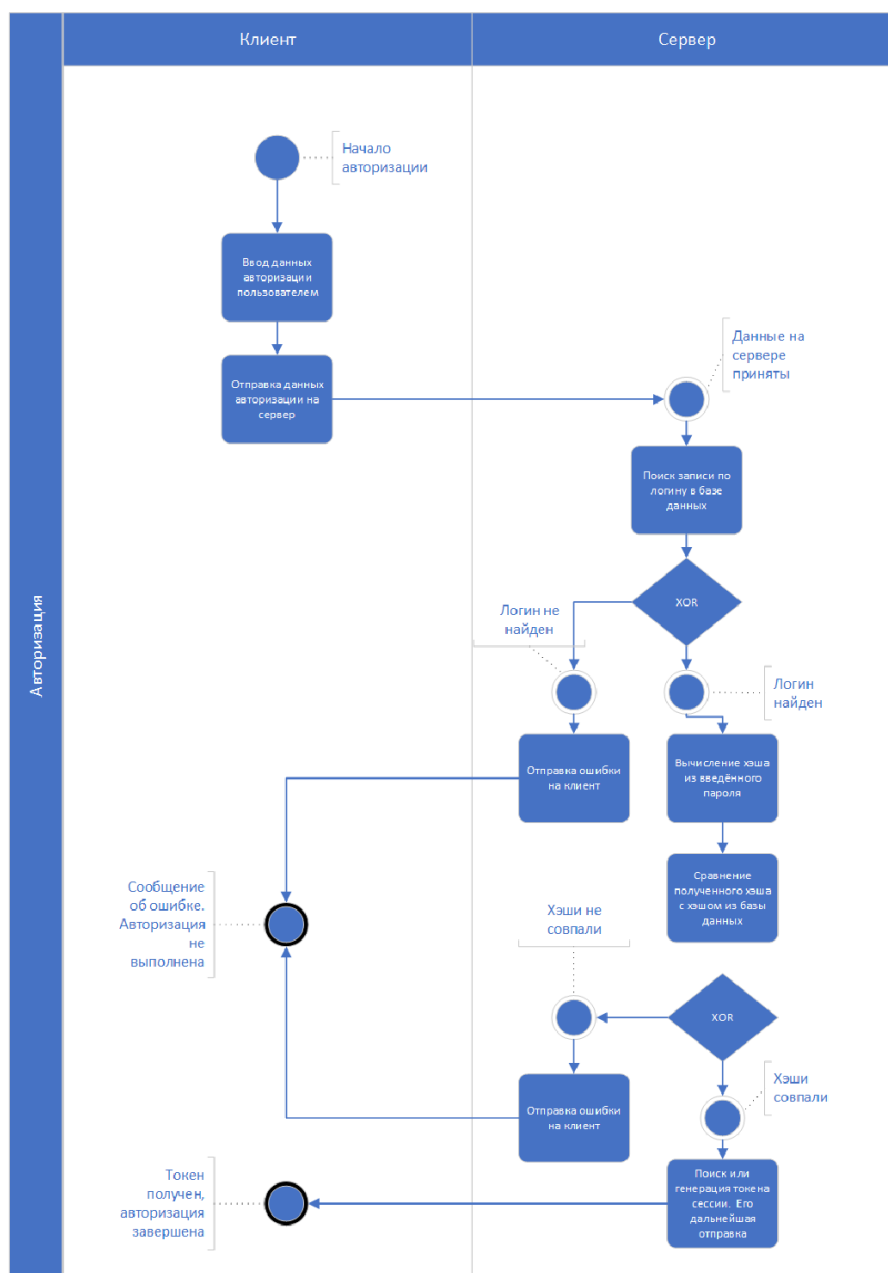 Клиент
Сервер
Авторизация
Начало
авторизации
Ввод данных
авторизации
пользователем
Отправка данных
авторизации на
сервер
Данные на
сервере
приняты
Поиск записи по
логину в базе
данных
XOR
Логин не
найден
Логин
найден
Отправка ошибки
на клиент
Вычисление хэша
из введённого
пароля
Сравнение
полученного хэша
с хэшом из базы
данных
Сообщение
об ошибке.
Авторизация
не
выполнена
Хэши не
совпали
XOR
Хэши
совпали
Отправка ошибки
на клиент
Поиск или
генерация токена
сессии. Его
дальнейшая
отправка
Токен
получен,
авторизация
завершена